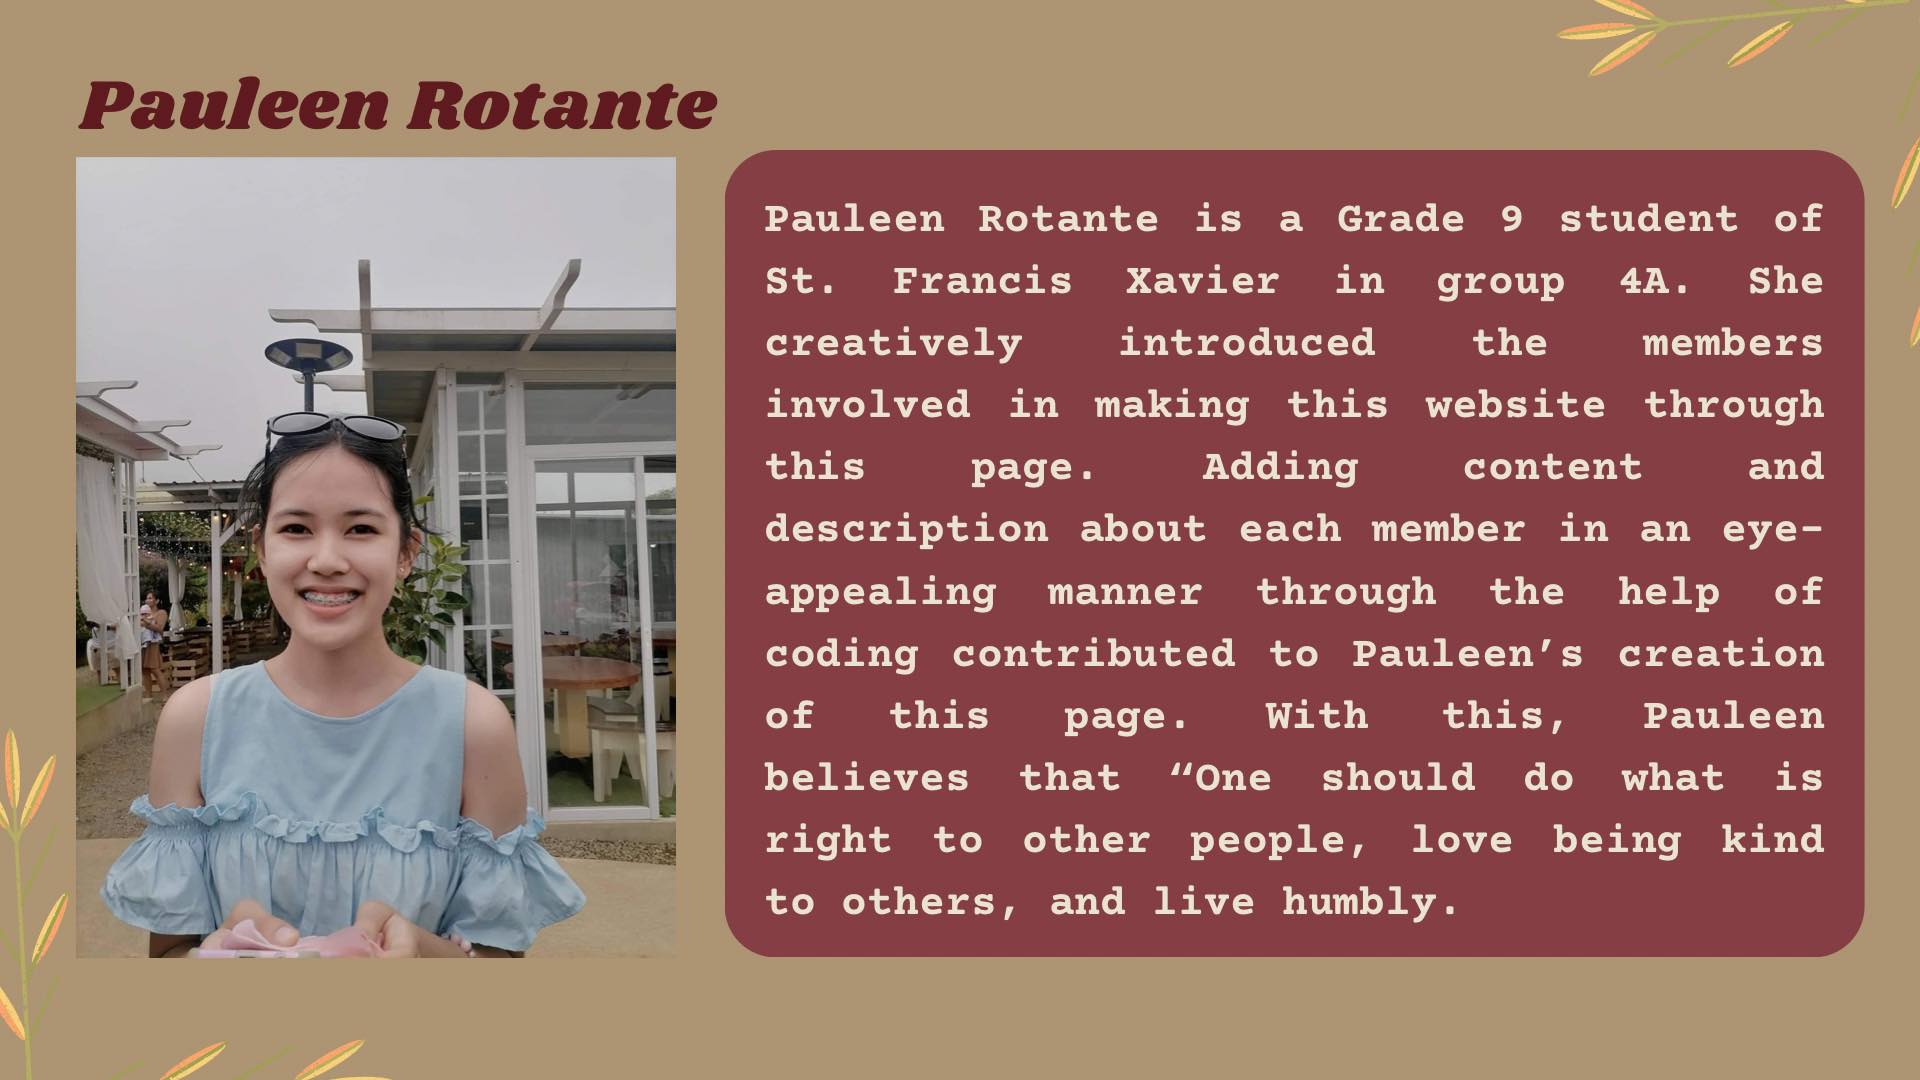 Pauleen Rotante
Pauleen Rotante is a Grade 9 student of
St. Francis Xavier in group 4A. She
creatively introduced the members
involved in making this website through
this page. Adding content and
description about each member in an eye-
appealing manner through the help of
coding contributed to Pauleen’s creation
of this page. With this, Pauleen
believes that “One should do what is
right to other people, love being kind
to others, and live humbly.